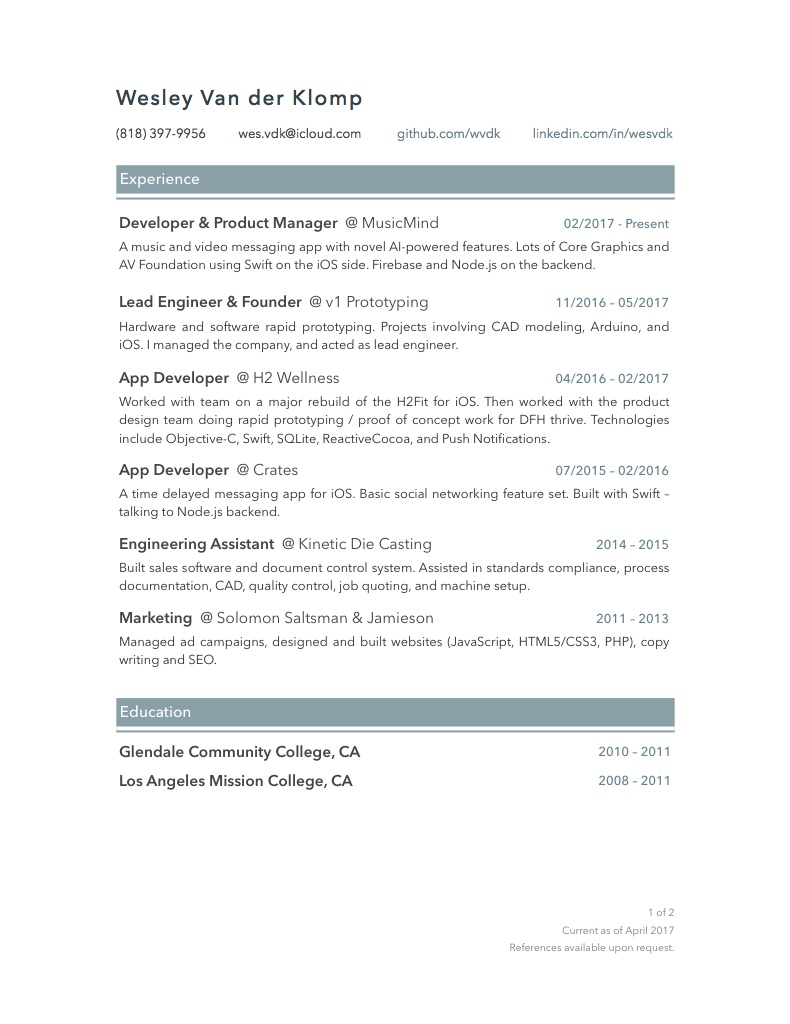 Wesley Van der Klomp
(818) 397-9956 wes.vdk@icloud.com github.com/wvdk linkedin.com/in/wesvdk
Experience
Developer & Product Manager @ MusicMind 02/2017 - Present
A music and video messaging app with novel AI-powered features. Lots of Core Graphics and
AV Foundation using Swift on the iOS side. Firebase and Node.js on the backend.
Lead Engineer & Founder @ v1 Prototyping 11/2016 – 05/2017
Hardware and software rapid prototyping. Projects involving CAD modeling, Arduino, and
iOS. I managed the company, and acted as lead engineer.
App Developer @ H2 Wellness 04/2016 – 02/2017
Worked with team on a major rebuild of the H2Fit for iOS. Then worked with the product
design team doing rapid prototyping / proof of concept work for DFH thrive. Technologies
include Objective-C, Swift, SQLite, ReactiveCocoa, and Push Notifications.
App Developer @ Crates 07/2015 – 02/2016
A time delayed messaging app for iOS. Basic social networking feature set. Built with Swift –
talking to Node.js backend.
Engineering Assistant @ Kinetic Die Casting 2014 – 2015
Built sales software and document control system. Assisted in standards compliance, process
documentation, CAD, quality control, job quoting, and machine setup.
Marketing @ Solomon Saltsman & Jamieson 2011 – 2013
Managed ad campaigns, designed and built websites (JavaScript, HTML5/CSS3, PHP), copy
writing and SEO.
Education
Glendale Community College, CA 2010 – 2011
Los Angeles Mission College, CA 2008 – 2011
1 of 2
Current as of April 2017
References available upon request.